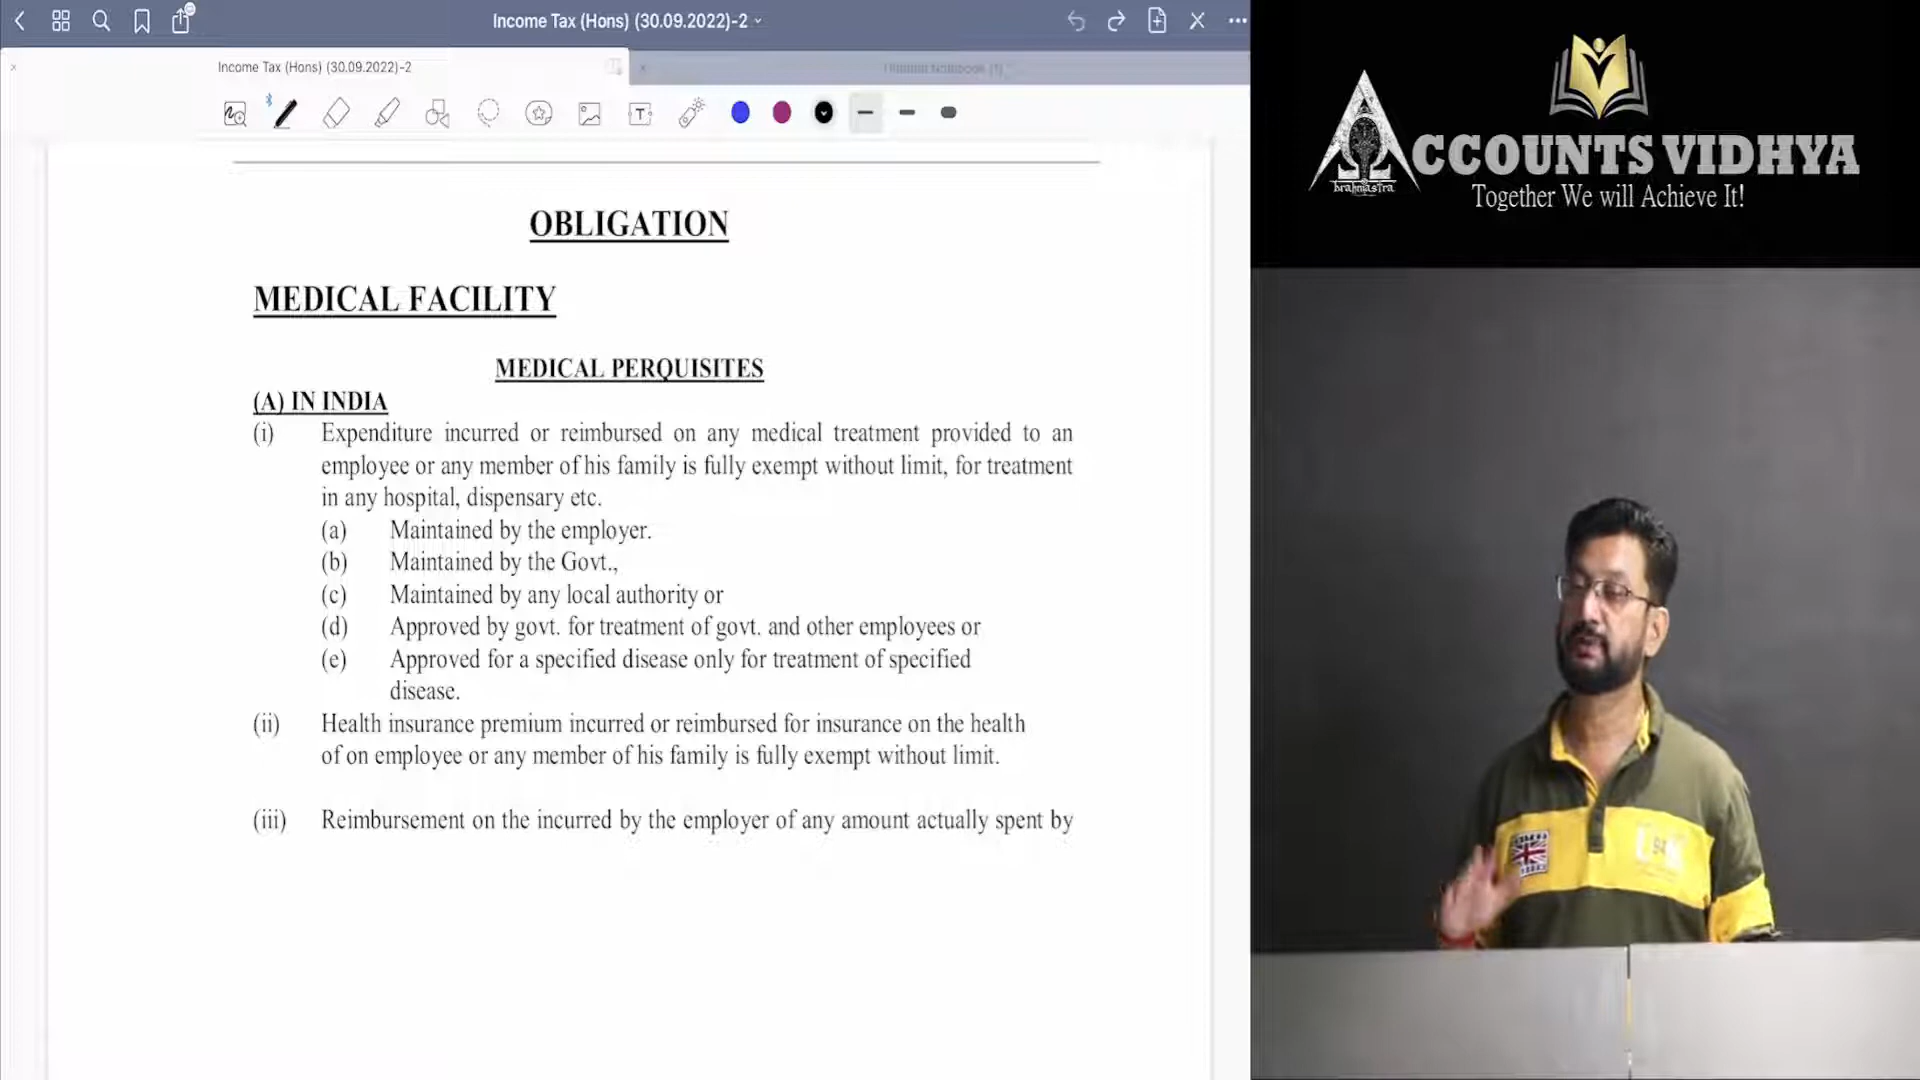 Income Tax (Hons) (30.09.2022)-2
Income Tax (Hons) (30.09.2022)-2
OBLIGATION
MEDICAL FACILITY
MEDICAL PERQUISITES
(A) IN INDIA
(i) Expenditure incurred or reimbursed on any medical treatment provided to an
employee or any member of his family is fully exempt without limit, for treatment
in any hospital, dispensary etc.
(a) Maintained by the employer.
(b) Maintained by the Govt.,
(c) Maintained by any local authority or
(d) Approved by govt. for treatment of govt. and other employees or
(e) Approved for a specified disease only for treatment of specified
disease.
(ii) Health insurance premium incurred or reimbursed for insurance on the health
of on employee or any member of his family is fully exempt without limit.
(iii) Reimbursement on the incurred by the employer of any amount actually spent by
ACCOUNTS VIDHYA
brahmastra
Together We will Achieve It!